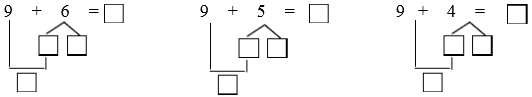 9 + 6 = □ 9 + 5 = □ 9 + 4 = □